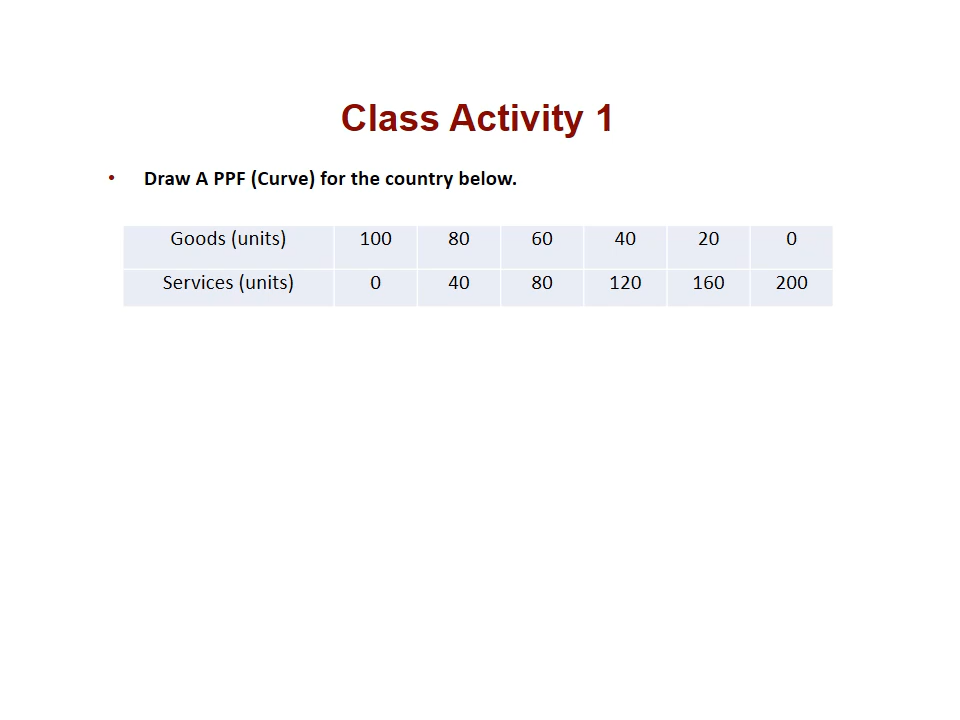 Class Activity 1
• Draw A PPF (Curve) for the country below.
Goods (units) 100 80 60 40 20 0
Services (units) 0 40 80 120 160 200